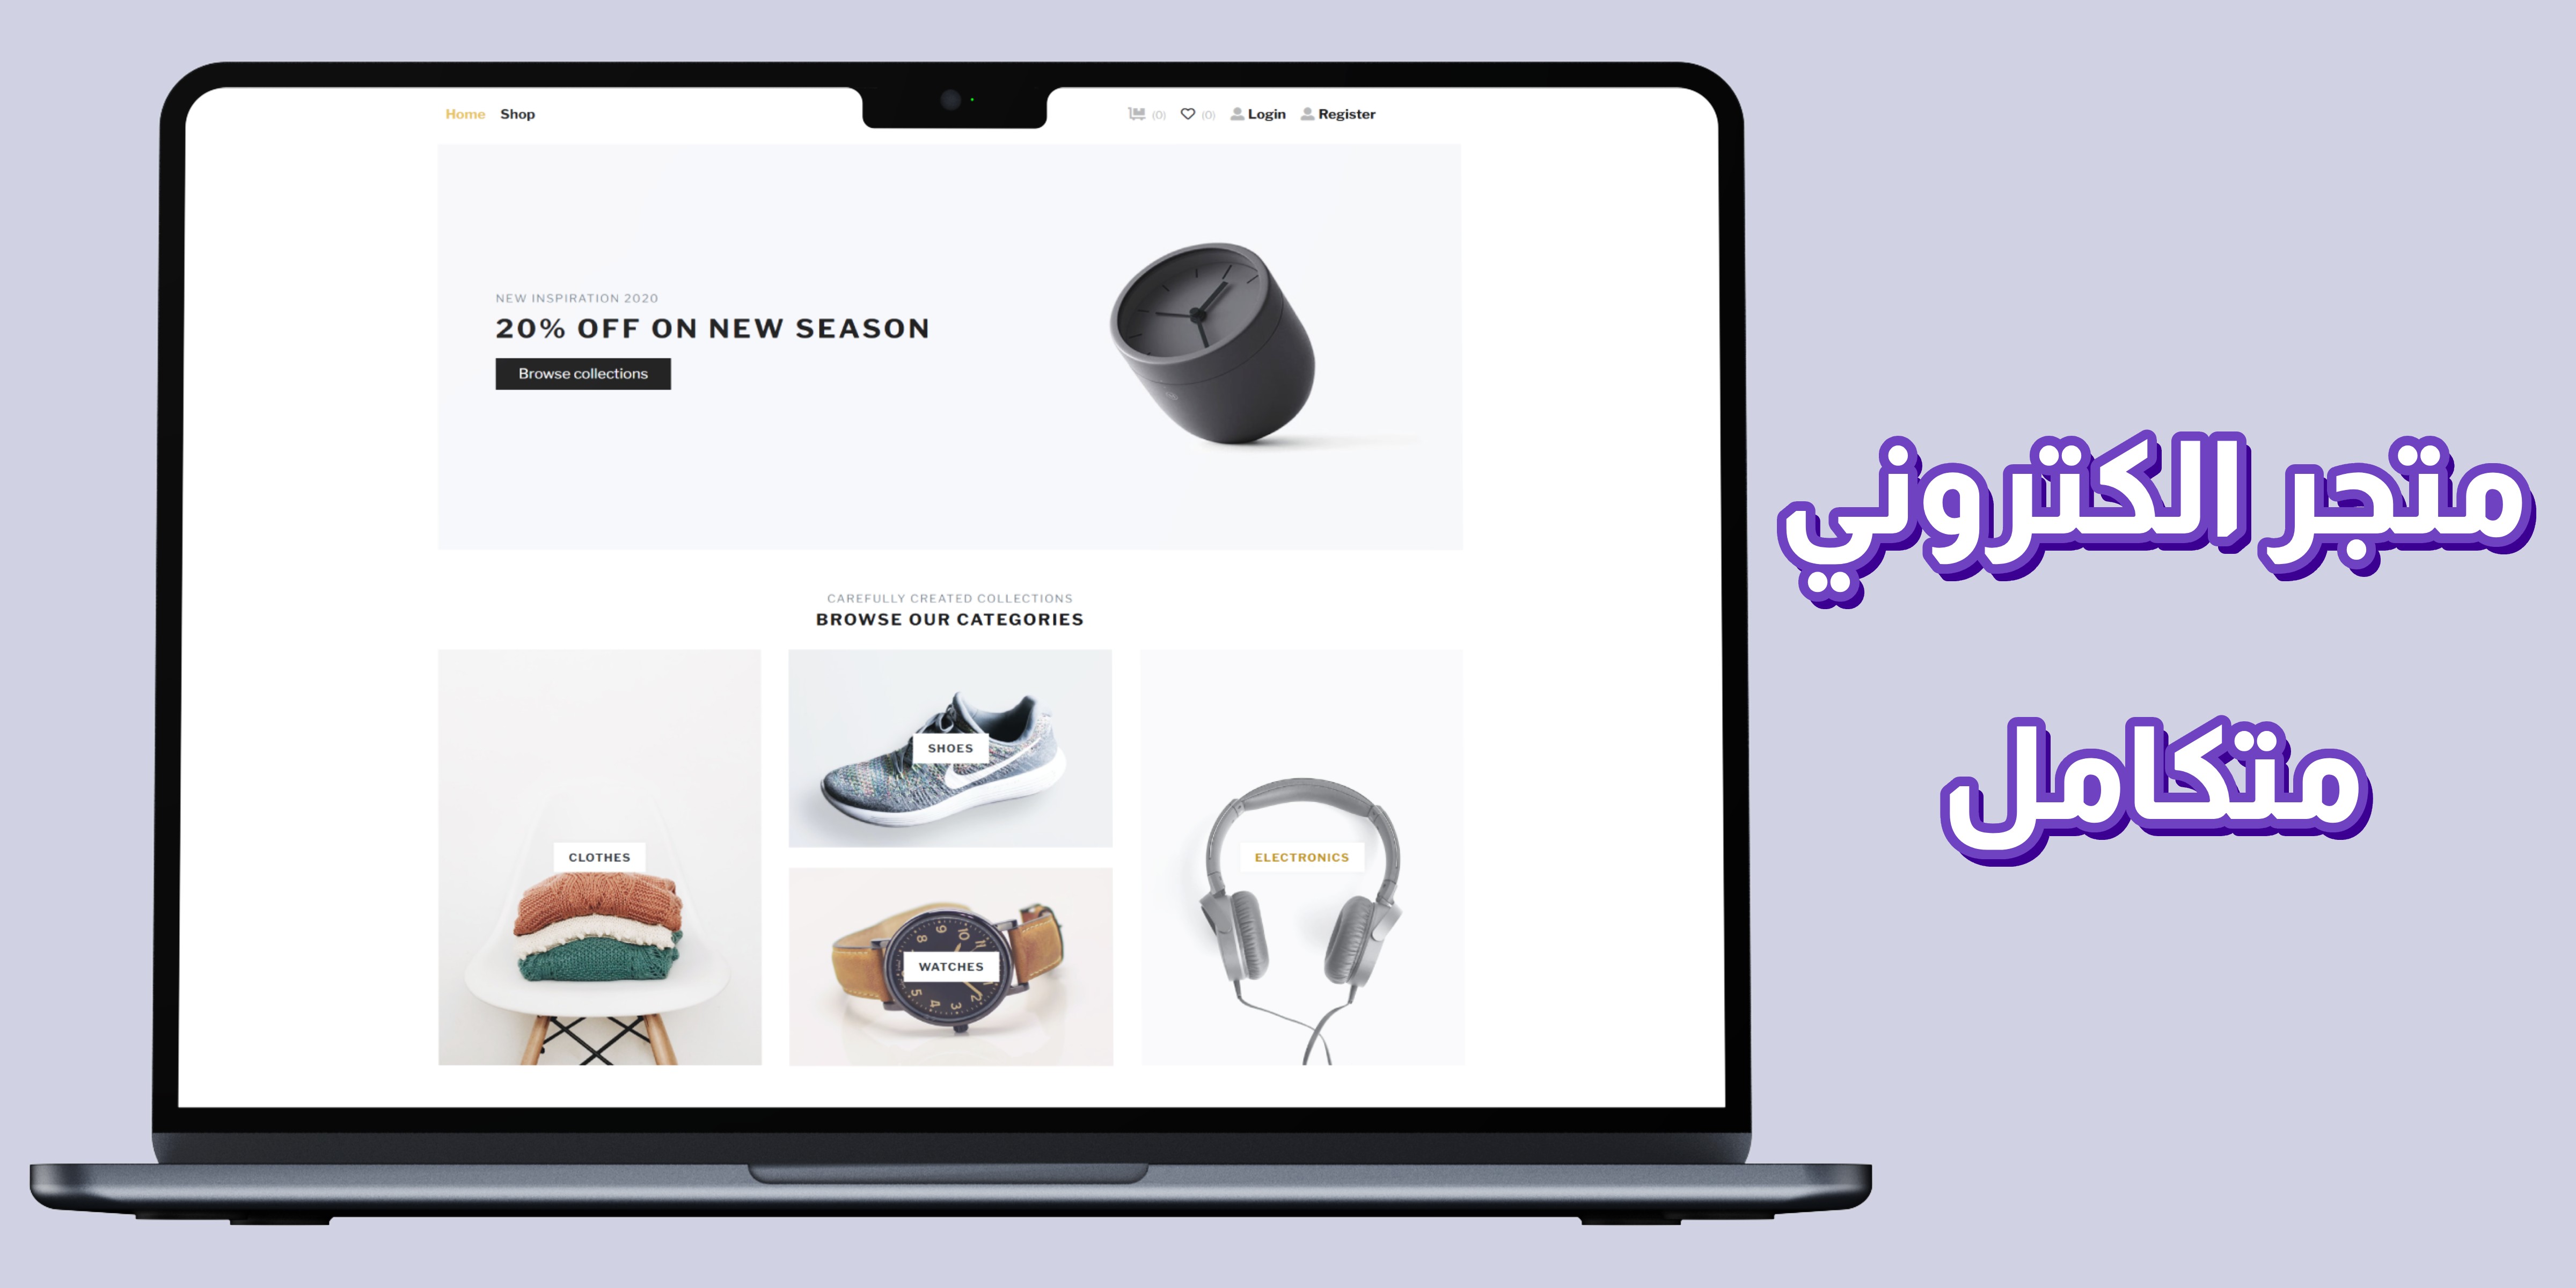 Home Shop
(0) (0) Login Register
NEW INSPIRATION 2020
20% OFF ON NEW SEASON
Browse collections
CAREFULLY CREATED COLLECTIONS
BROWSE OUR CATEGORIES
CLOTHES
SHOES
WATCHES
ELECTRONICS
متجر الكتروني
متكامل